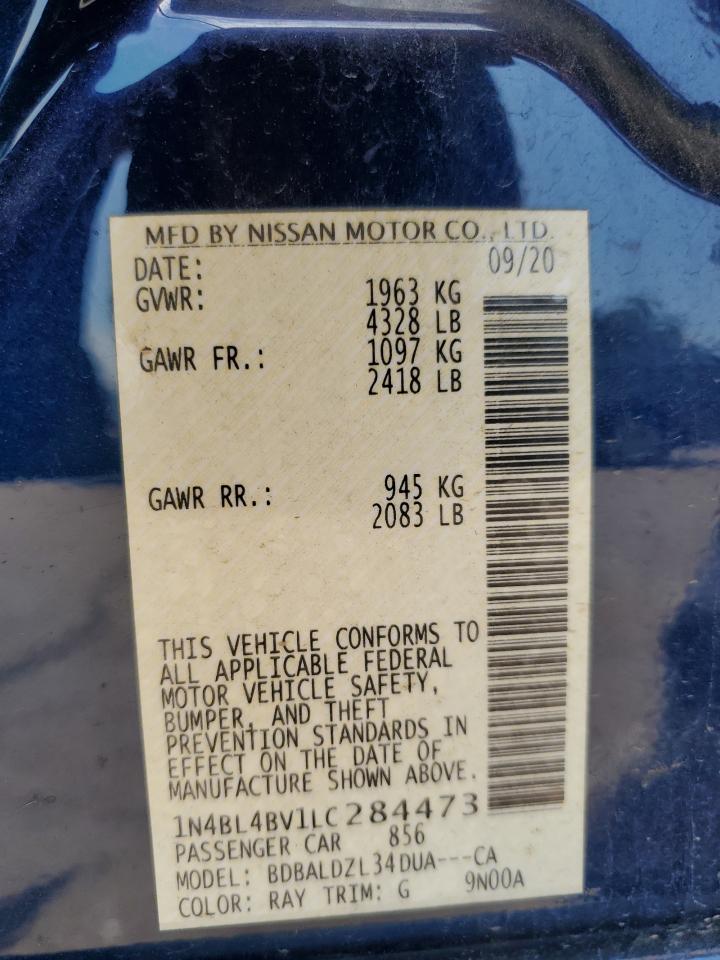 MFD BY NISSAN MOTOR CO., LTD.
DATE: 09/20
GVWR: 1963 KG
4328 LB
GAWR FR.: 1097 KG
2418 LB
GAWR RR.: 945 KG
2083 LB
THIS VEHICLE CONFORMS TO
ALL APPLICABLE FEDERAL
MOTOR VEHICLE SAFETY,
BUMPER, AND THEFT
PREVENTION STANDARDS IN
EFFECT ON THE DATE OF
MANUFACTURE SHOWN ABOVE.
1N4BL4BV1LC284473
PASSENGER CAR 856
MODEL: BDBALDZL34DUA---CA
COLOR: RAY TRIM: G 9N00A